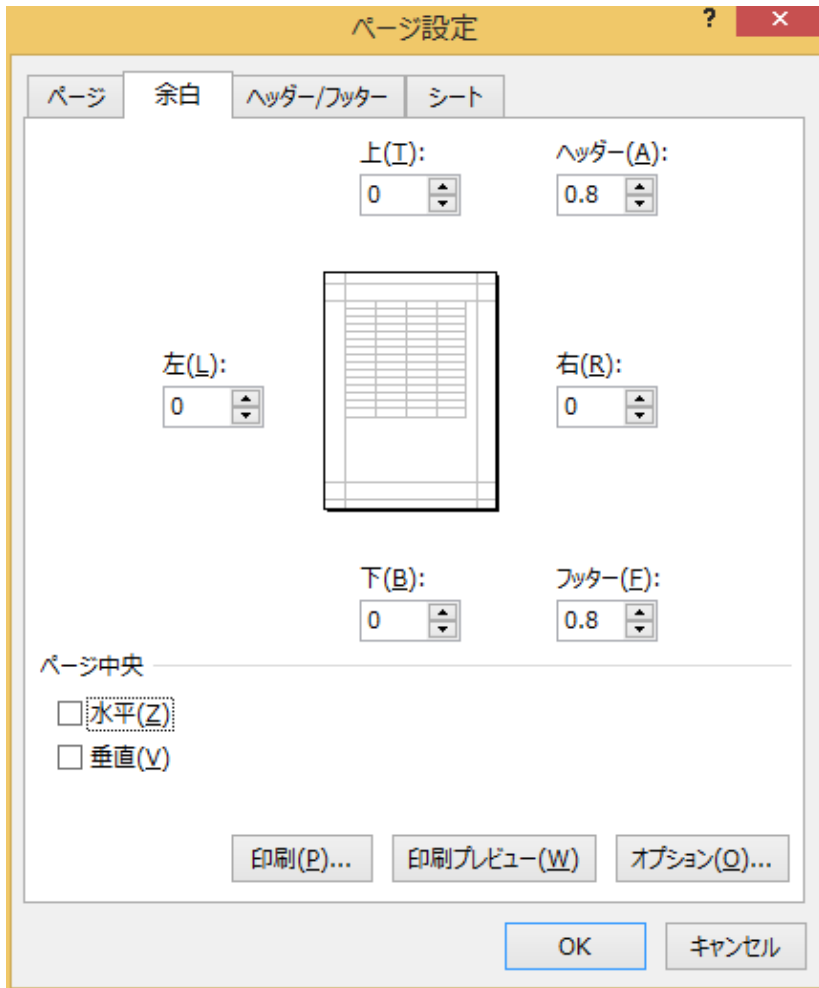 ページ設定
?
×
ページ 余白 ヘッダー/フッター シート
上(T): ヘッダー(A):
0 0.8
左(L): 右(R):
0 0
下(B): フッター(F):
0 0.8
ページ中央
水平(Z)
垂直(V)
印刷(P)... 印刷プレビュー(W) オプション(O)...
OK キャンセル